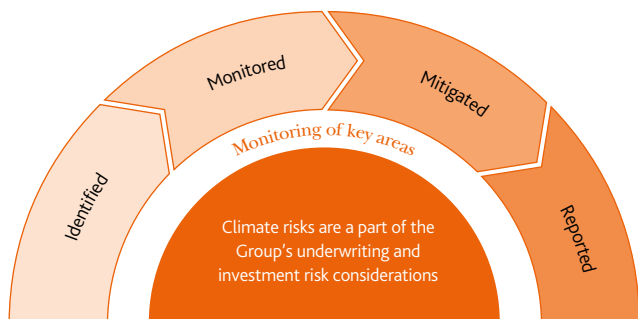 Identified
Monitored
Mitigated
Reported
Monitoring of key areas
Climate risks are a part of the
Group’s underwriting and
investment risk considerations